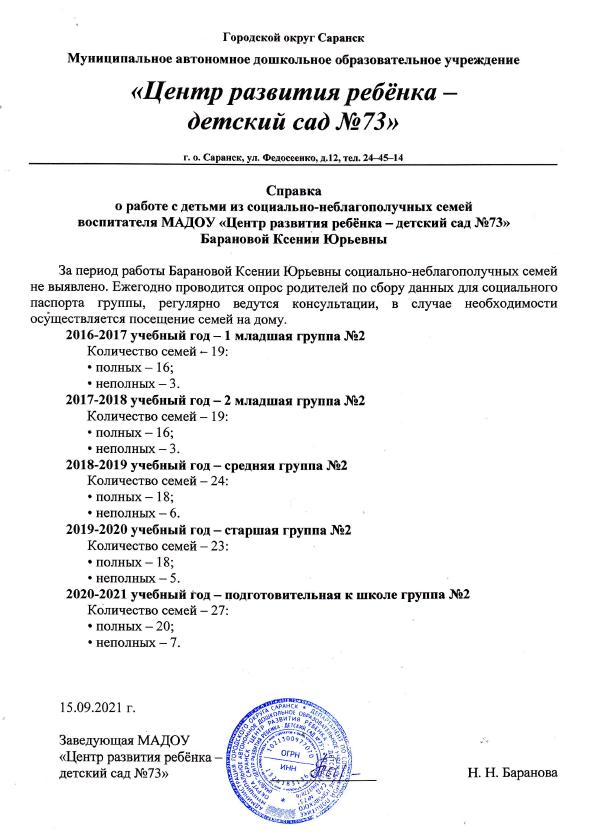 Городской округ Саранск
Муниципальное автономное дошкольное образовательное учреждение
«Центр развития ребёнка –
детский сад №73»
г. о. Саранск, ул. Федосеенко, д.12, тел. 24–45–14
Справка
о работе с детьми из социально-неблагополучных семей
воспитателя МАДОУ «Центр развития ребёнка – детский сад №73»
Барановой Ксении Юрьевны
За период работы Барановой Ксении Юрьевны социально-неблагополучных семей
не выявлено. Ежегодно проводится опрос родителей по сбору данных для социального
паспорта группы, регулярно ведутся консультации, в случае необходимости
осуществляется посещение семей на дому.
2016-2017 учебный год – 1 младшая группа №2
Количество семей – 19:
• полных – 16;
• неполных – 3.
2017-2018 учебный год – 2 младшая группа №2
Количество семей – 19:
• полных – 16;
• неполных – 3.
2018-2019 учебный год – средняя группа №2
Количество семей – 24:
• полных – 18;
• неполных – 6.
2019-2020 учебный год – старшая группа №2
Количество семей – 23:
• полных – 18;
• неполных – 5.
2020-2021 учебный год – подготовительная к школе группа №2
Количество семей – 27:
• полных – 20;
• неполных – 7.
15.09.2021 г.
Заведующая МАДОУ
«Центр развития ребёнка –
детский сад №73»
Н. Н. Баранова
ОГРН
ИНН